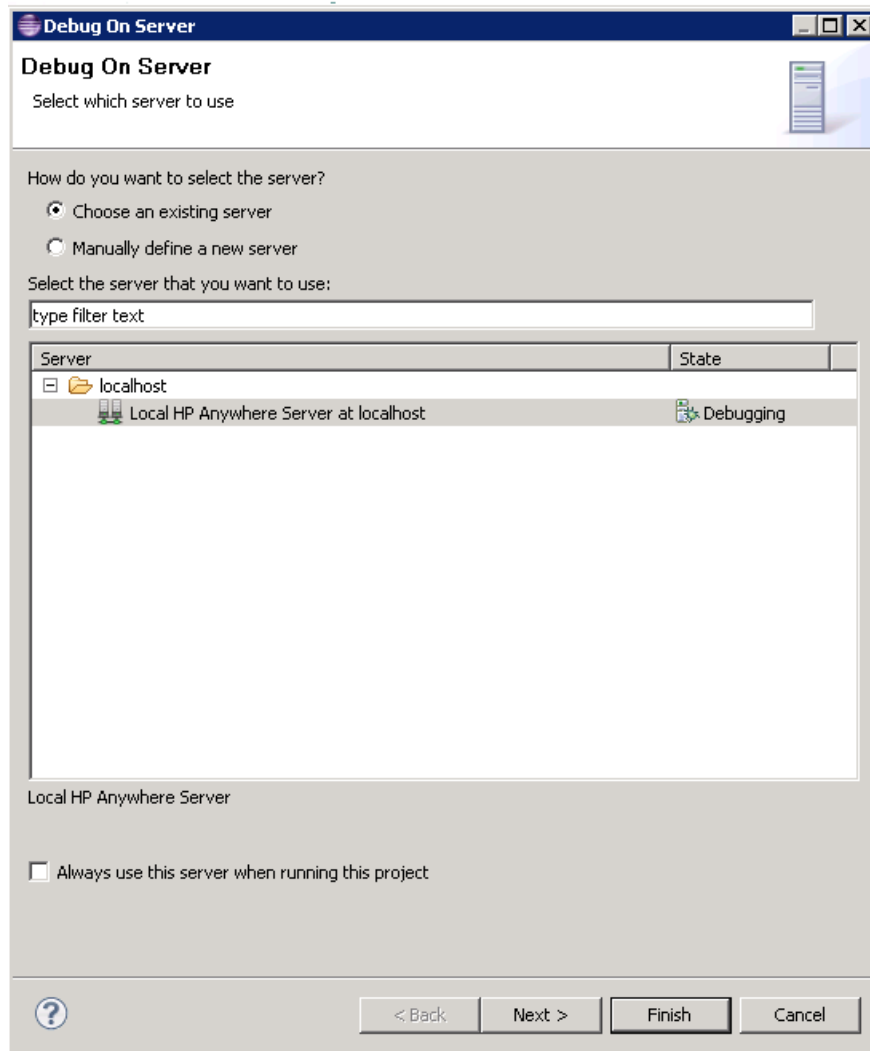 Debug On Server
Debug On Server
Select which server to use
How do you want to select the server?
Choose an existing server
Manually define a new server
Select the server that you want to use:
type filter text
Server State
localhost
Local HP Anywhere Server at localhost Debugging
Local HP Anywhere Server
Always use this server when running this project
? < Back Next > Finish Cancel